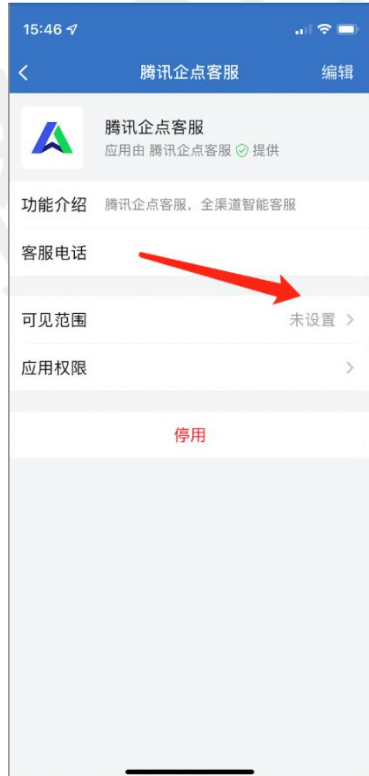 15:46
腾讯企点客服
编辑
腾讯企点客服
应用由 腾讯企点客服 提供
功能介绍 腾讯企点客服，全渠道智能客服
客服电话
可见范围 未设置
应用权限
停用